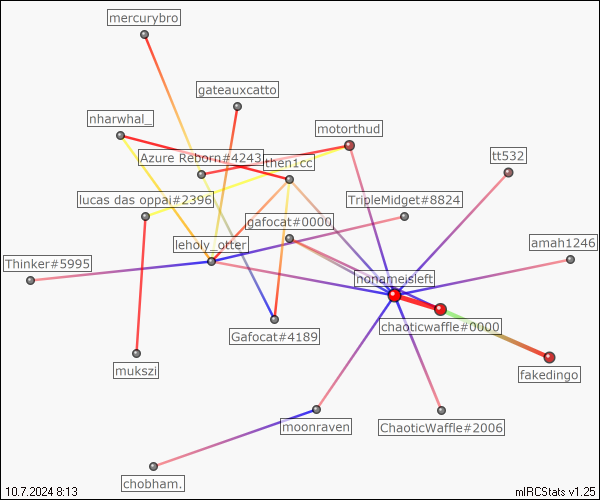 mercurybro
gateauxcatto
nharwhal_
motorthud
Azure Reborn#4243
then1cc
tt532
lucas das oppai#2396
TripleMidget#8824
gafocat#0000
leholy_otter
amah1246
Thinker#5995
nonameisleft
chaoticwaffle#0000
Gafocat#4189
mukszi
fakedingo
moonraven
ChaoticWaffle#2006
chobham.
10.7.2024 8:13
mIRCStats v1.25